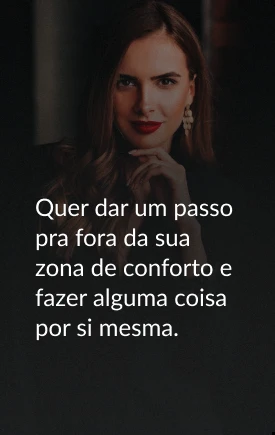 Quer dar um passo
pra fora da sua
zona de conforto e
fazer alguma coisa
por si mesma.